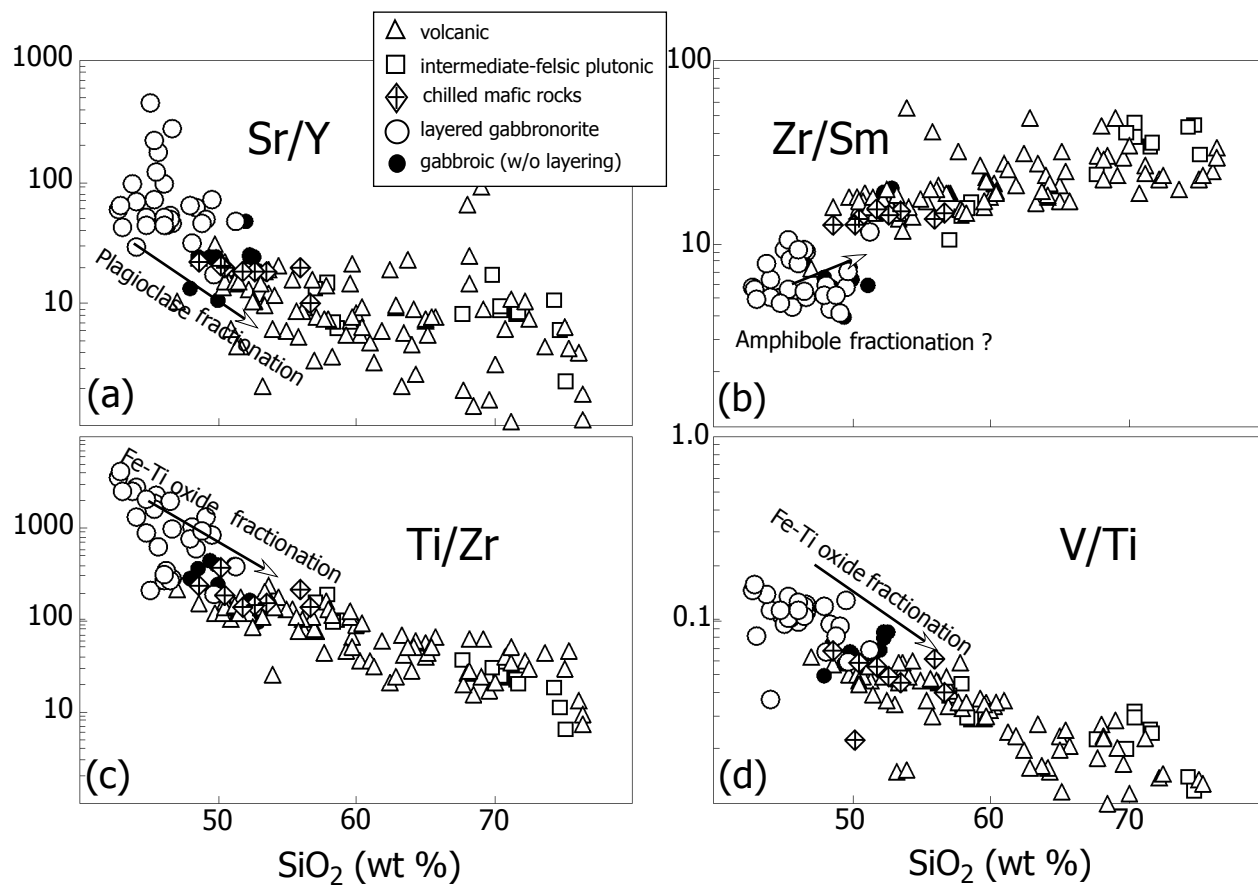 volcanic
intermediate-felsic plutonic
chilled mafic rocks
layered gabbronorite
gabbroic (w/o layering)
1000
100
10
Sr/Y
Plagioclase fractionation
(a)
100
10
1
Zr/Sm
Amphibole fractionation ?
(b)
1000
100
10
Fe-Ti oxide fractionation
Ti/Zr
(c)
50
60
70
SiO2 (wt %)
1.0
0.1
Fe-Ti oxide fractionation
V/Ti
(d)
50
60
70
SiO2 (wt %)